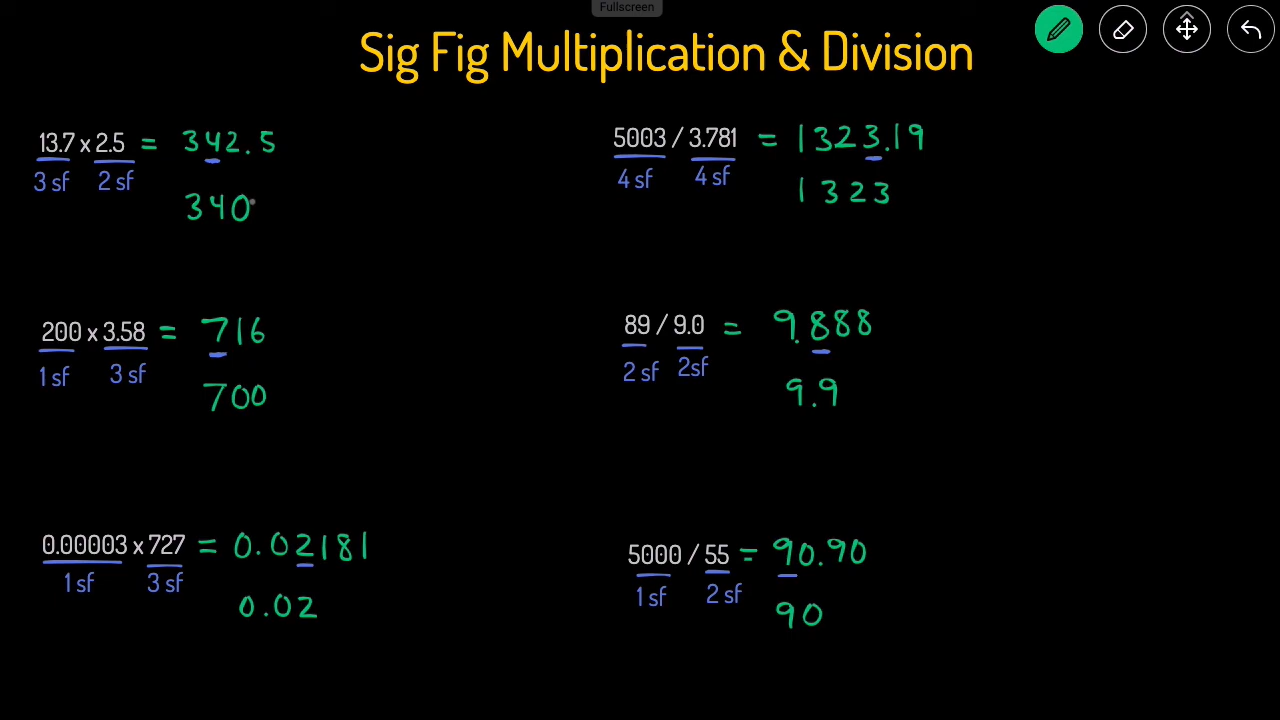 Fullscreen
Sig Fig Multiplication & Division
13.7 x 2.5 = 342.5
3 sf 2 sf
340
5003 / 3.781 = 1323.19
4 sf 4 sf
1323
200 x 3.58 = 716
1 sf 3 sf
700
89 / 9.0 = 9.888
2 sf 2sf
9.9
0.00003 x 727 = 0.02181
1 sf 3 sf
0.02
5000 / 55 = 90.90
1 sf 2 sf
90